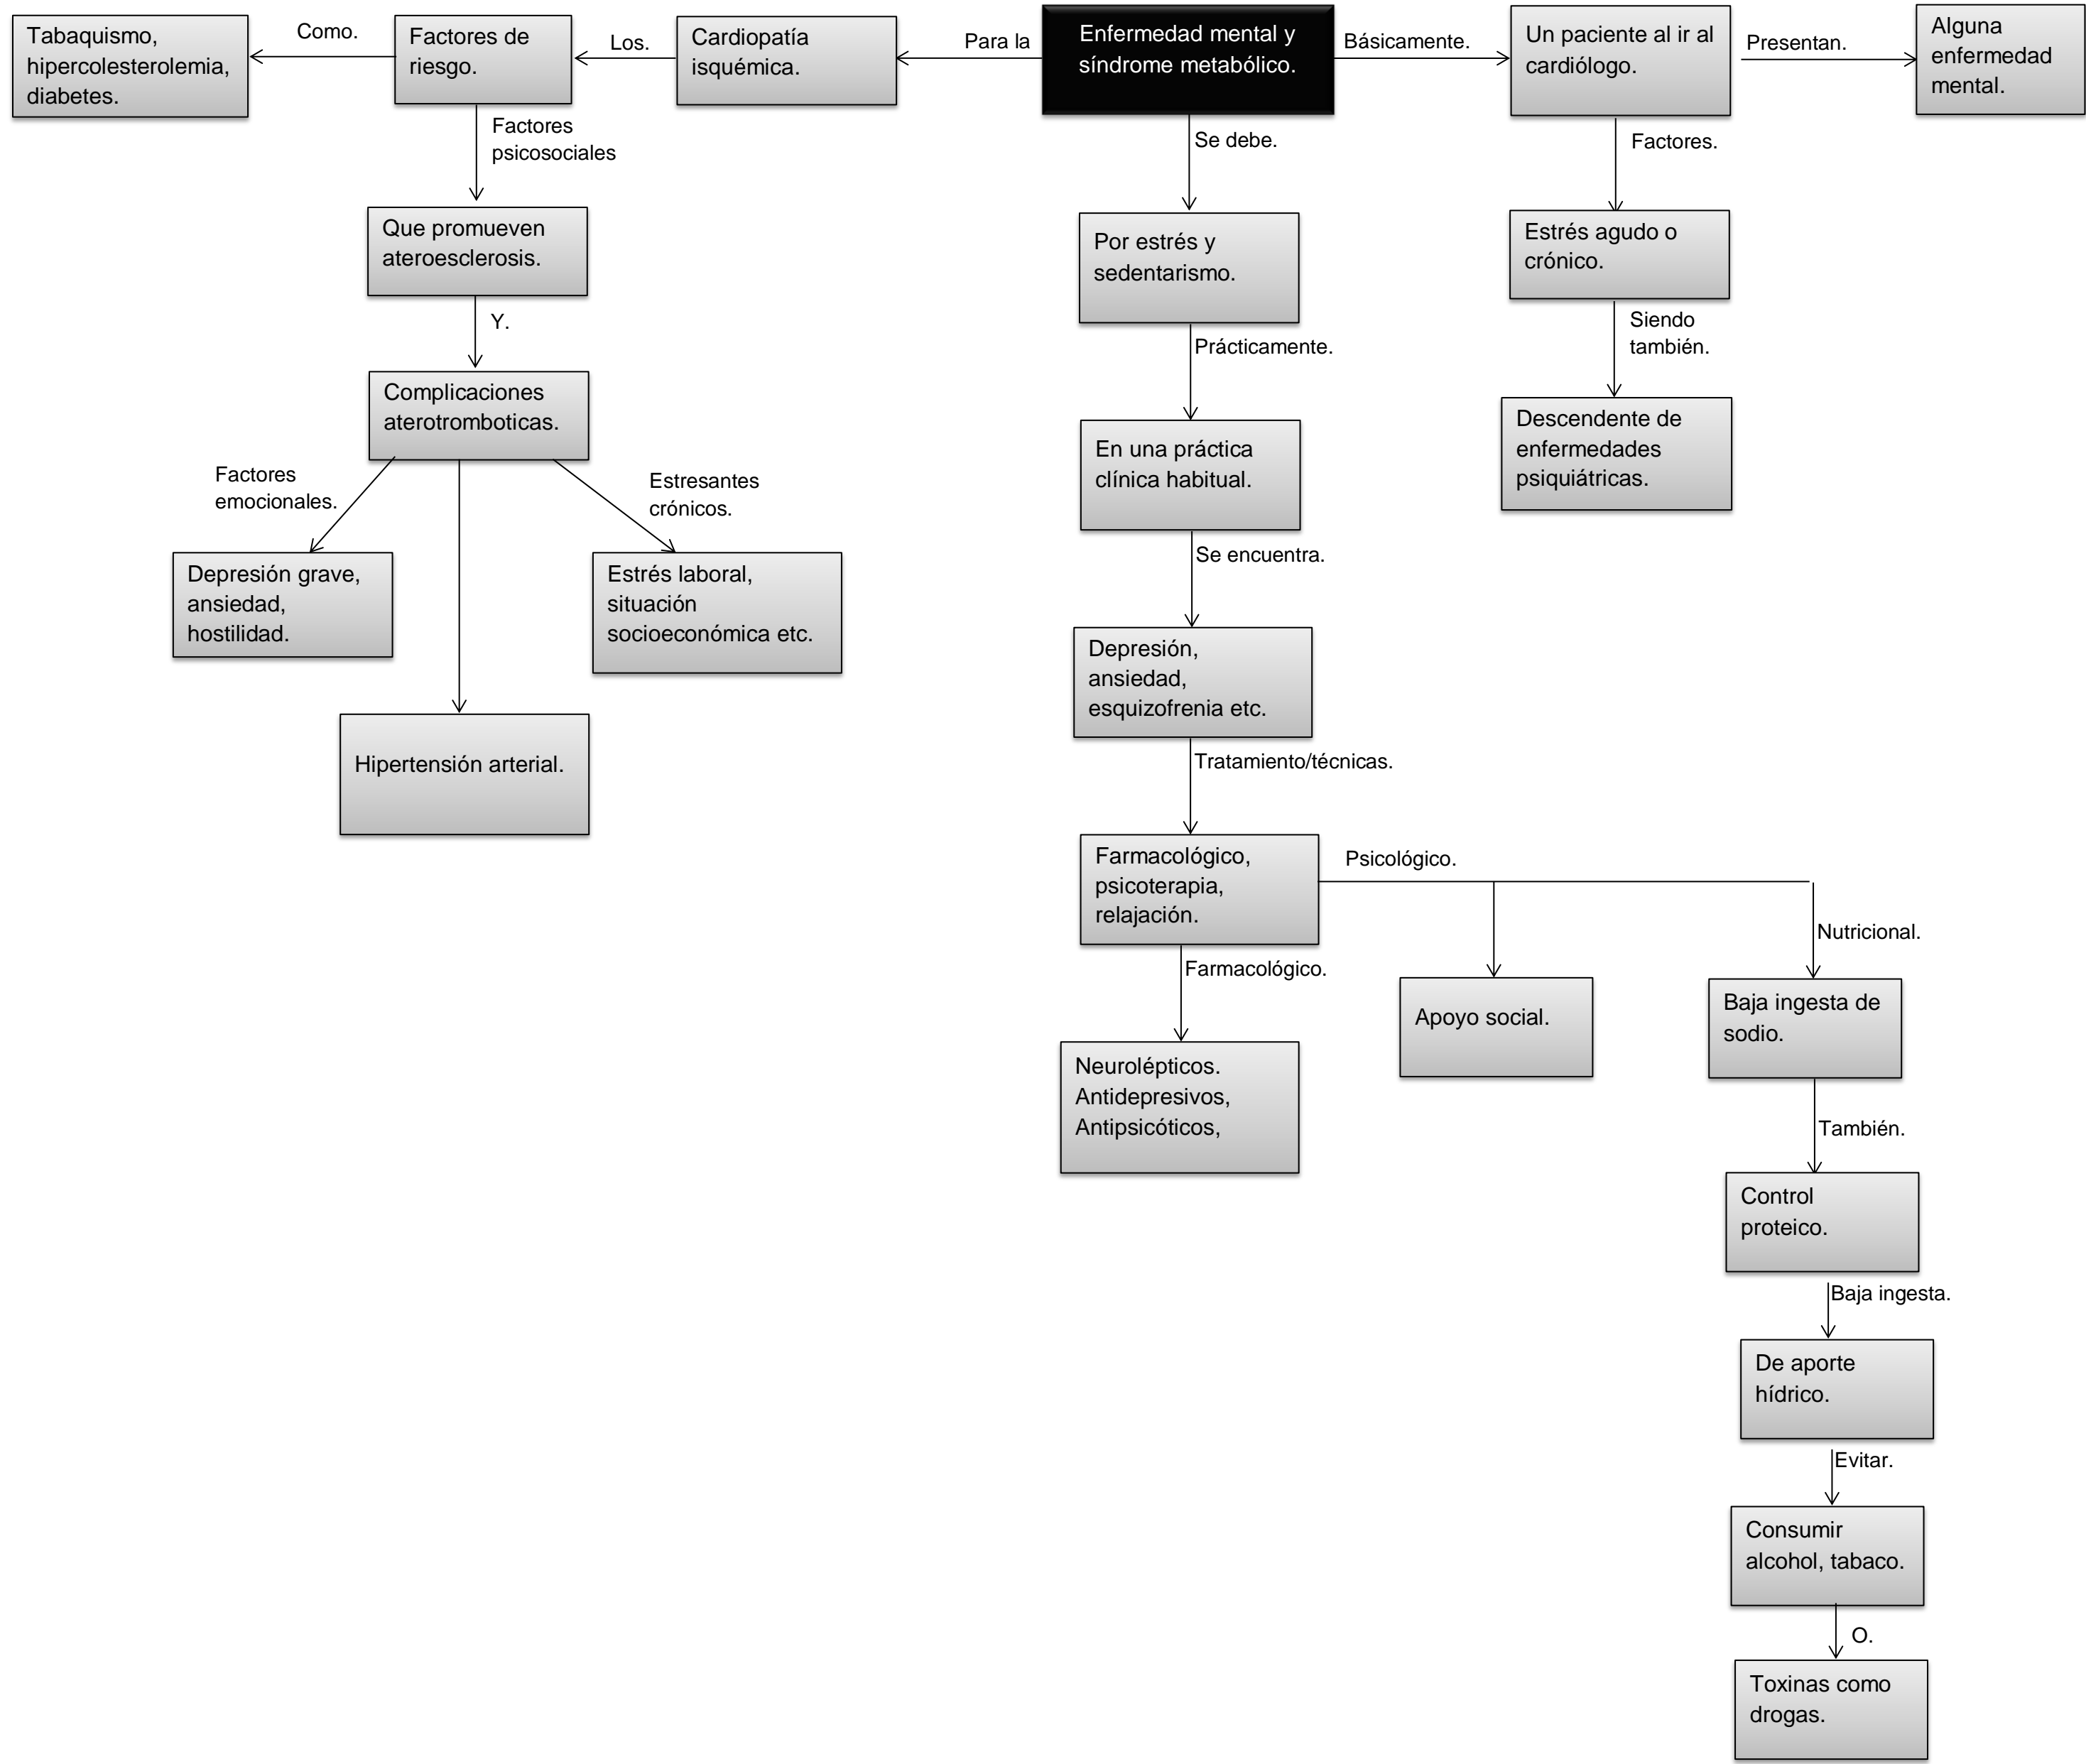 Tabaquismo,
hipercolesterolemia,
diabetes.
Como.
Factores de
riesgo.
Los.
Cardiopatía
isquémica.
Para la
Enfermedad mental y
síndrome metabólico.
Básicamente.
Un paciente al ir al
cardiólogo.
Presentan.
Alguna
enfermedad
mental.
Factores
psicosociales
Que promueven
ateroesclerosis.
Y.
Complicaciones
aterotromboticas.
Factores
emocionales.
Estresantes
crónicos.
Depresión grave,
ansiedad,
hostilidad.
Estrés laboral,
situación
socioeconómica etc.
Hipertensión arterial.
Se debe.
Por estrés y
sedentarismo.
Prácticamente.
En una práctica
clínica habitual.
Se encuentra.
Depresión,
ansiedad,
esquizofrenia etc.
Tratamiento/técnicas.
Farmacológico,
psicoterapia,
relajación.
Farmacológico.
Neurolépticos.
Antidepresivos,
Antipsicóticos,
Psicológico.
Apoyo social.
Nutricional.
Baja ingesta de
sodio.
También.
Control
proteico.
Baja ingesta.
De aporte
hídrico.
Evitar.
Consumir
alcohol, tabaco.
O.
Toxinas como
drogas.
Factores.
Estrés agudo o
crónico.
Siendo
también.
Descendente de
enfermedades
psiquiátricas.